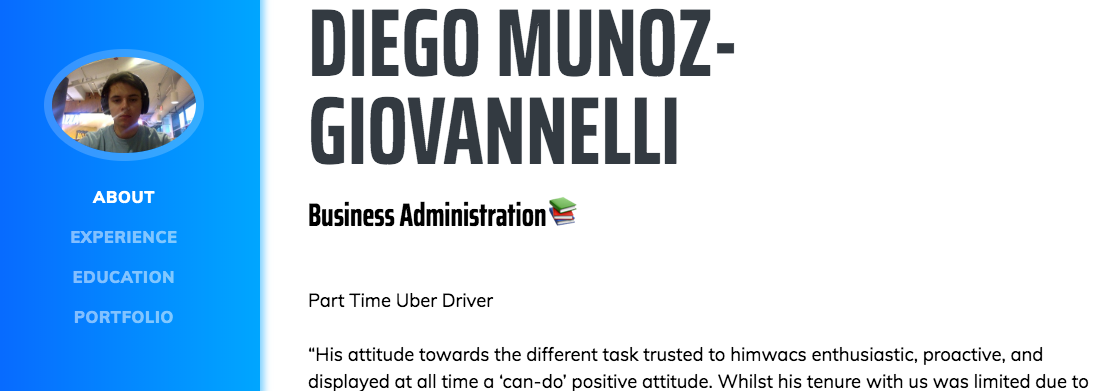 ABOUT
EXPERIENCE
EDUCATION
PORTFOLIO
DIEGO MUNOZ-
GIOVANNELLI
Business Administration📚
Part Time Uber Driver
“His attitude towards the different task trusted to himwacs enthusiastic, proactive, and
displayed at all time a ‘can-do’ positive attitude. Whilst his tenure with us was limited due to